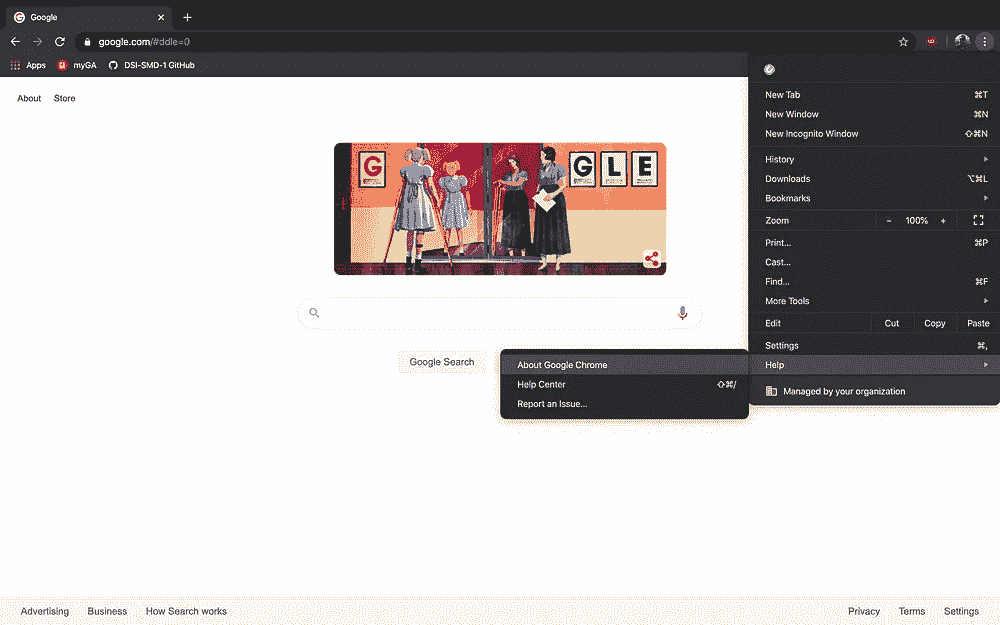 Google
google.com/#ddle=0
Apps myGA DSI-SMD-1 GitHub
About Store
G G L E
Google Search
New Tab ⌘T
New Window ⌘N
New Incognito Window ⇧⌘N
History
Downloads ⌥⌘L
Bookmarks
Zoom - 100% +
Print... ⌘P
Cast...
Find... ⌘F
More Tools
Edit Cut Copy Paste
Settings ⌘,
Help
Managed by your organization
About Google Chrome
Help Center ⇧⌘/
Report an Issue...
Advertising Business How Search works Privacy Terms Settings